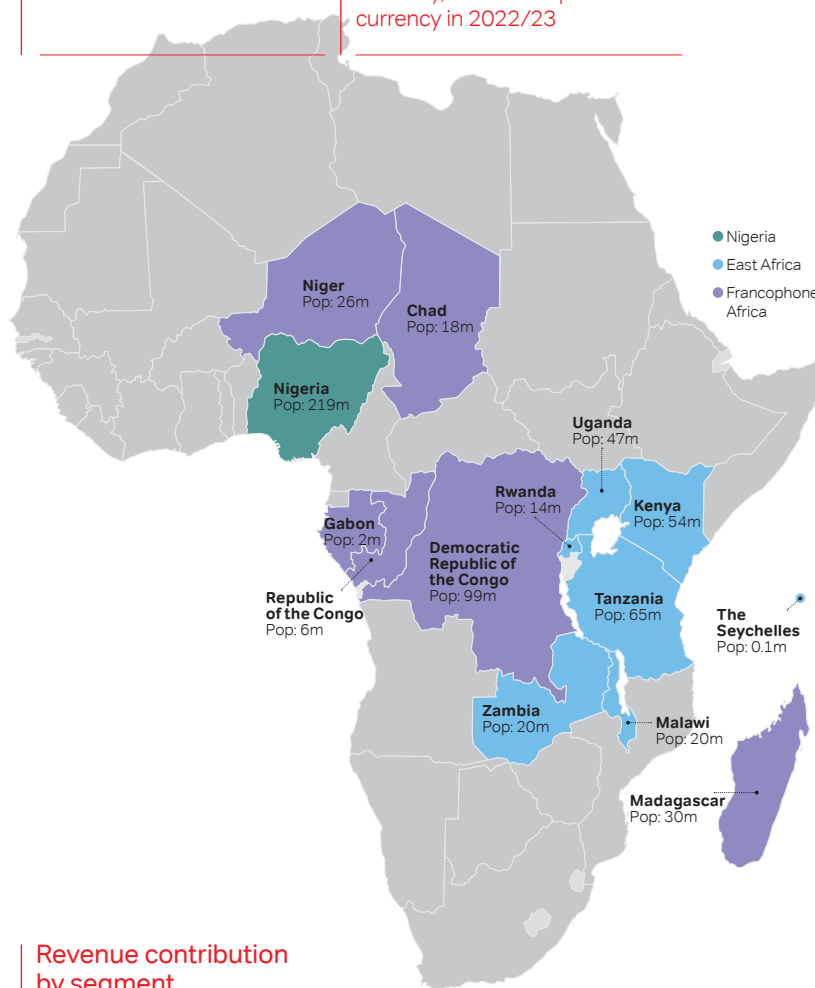 currency in 2022/23
Nigeria
East Africa
Francophone
Africa
Niger
Pop: 26m
Chad
Pop: 18m
Nigeria
Pop: 219m
Uganda
Pop: 47m
Rwanda
Pop: 14m
Kenya
Pop: 54m
Gabon
Pop: 2m
Democratic
Republic of
the Congo
Pop: 99m
Republic
of the Congo
Pop: 6m
Tanzania
Pop: 65m
The
Seychelles
Pop: 0.1m
Zambia
Pop: 20m
Malawi
Pop: 20m
Madagascar
Pop: 30m
Revenue contribution
by segment